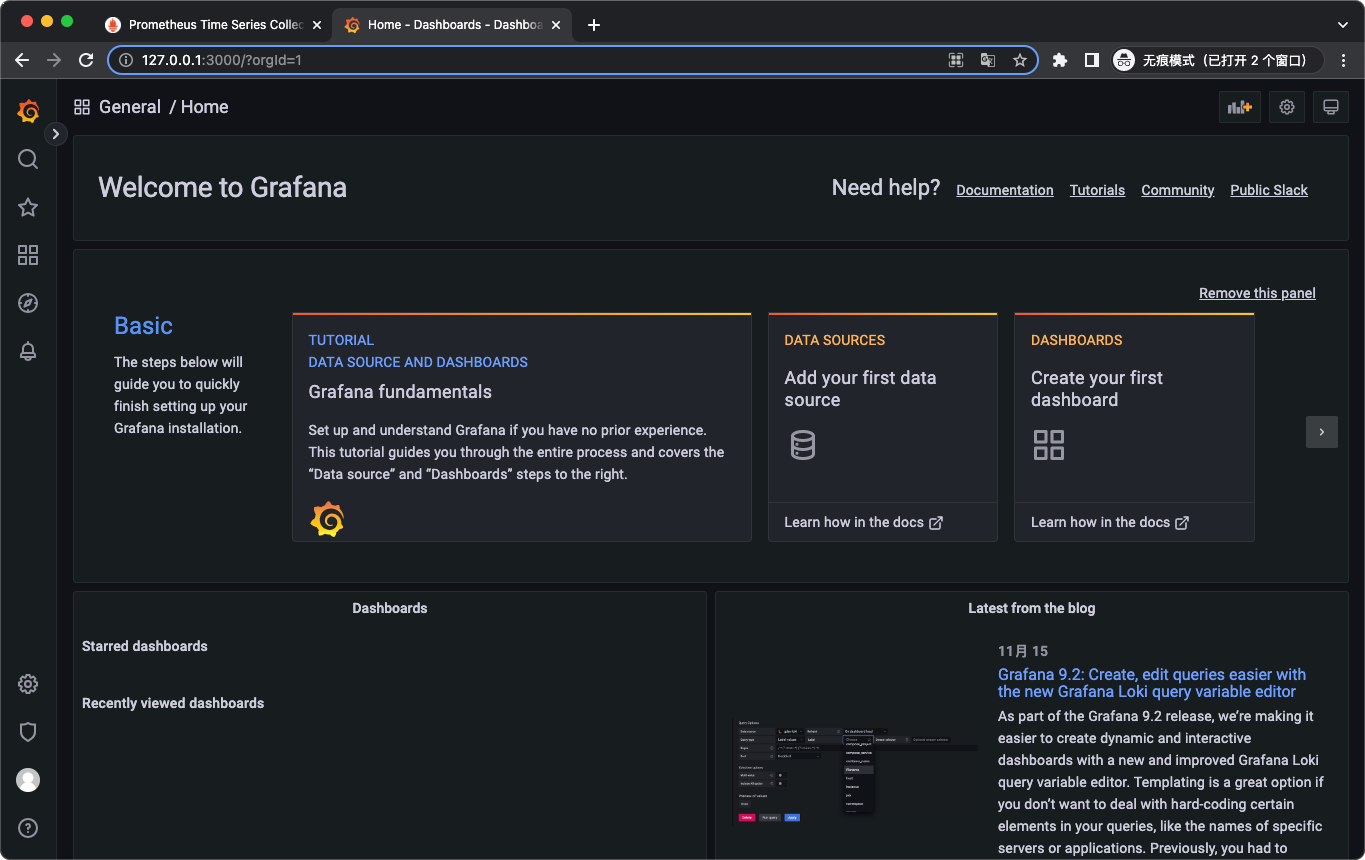 Prometheus Time Series Collec
Home - Dashboards - Dashboa
127.0.0.1:3000/?orgId=1
无痕模式（已打开 2 个窗口）
General / Home
Welcome to Grafana
Need help?
Documentation
Tutorials
Community
Public Slack
Remove this panel
Basic
The steps below will
guide you to quickly
finish setting up your
Grafana installation.
TUTORIAL
DATA SOURCE AND DASHBOARDS
Grafana fundamentals
Set up and understand Grafana if you have no prior experience.
This tutorial guides you through the entire process and covers the
“Data source” and “Dashboards” steps to the right.
DATA SOURCES
Add your first data
source
Learn how in the docs
DASHBOARDS
Create your first
dashboard
Learn how in the docs
Dashboards
Starred dashboards
Recently viewed dashboards
Latest from the blog
11月 15
Grafana 9.2: Create, edit queries easier with
the new Grafana Loki query variable editor
As part of the Grafana 9.2 release, we’re making it
easier to create dynamic and interactive
dashboards with a new and improved Grafana Loki
query variable editor. Templating is a great option if
you don’t want to deal with hard-coding certain
elements in your queries, like the names of specific
servers or applications. Previously, you had to